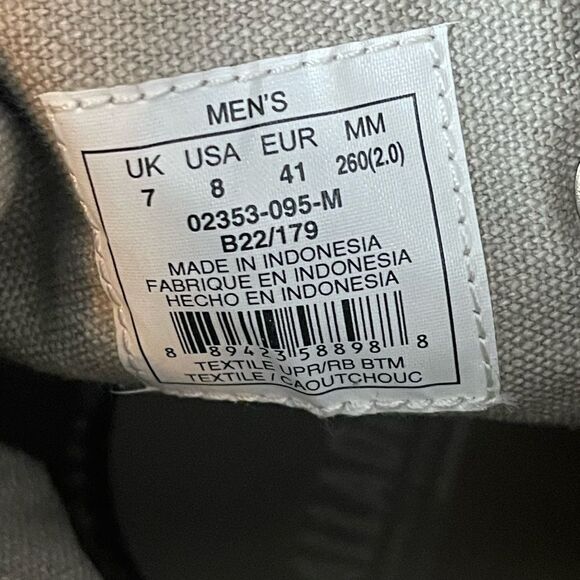 MEN'S
UK USA EUR MM
7 8 41 260(2.0)
02353-095-M
B22/179
MADE IN INDONESIA
FABRIQUE EN INDONESIA
HECHO EN INDONESIA
8 89423 58898 8
TEXTILE UPR/RB BTM
TEXTILE / CAOUTCHOUC